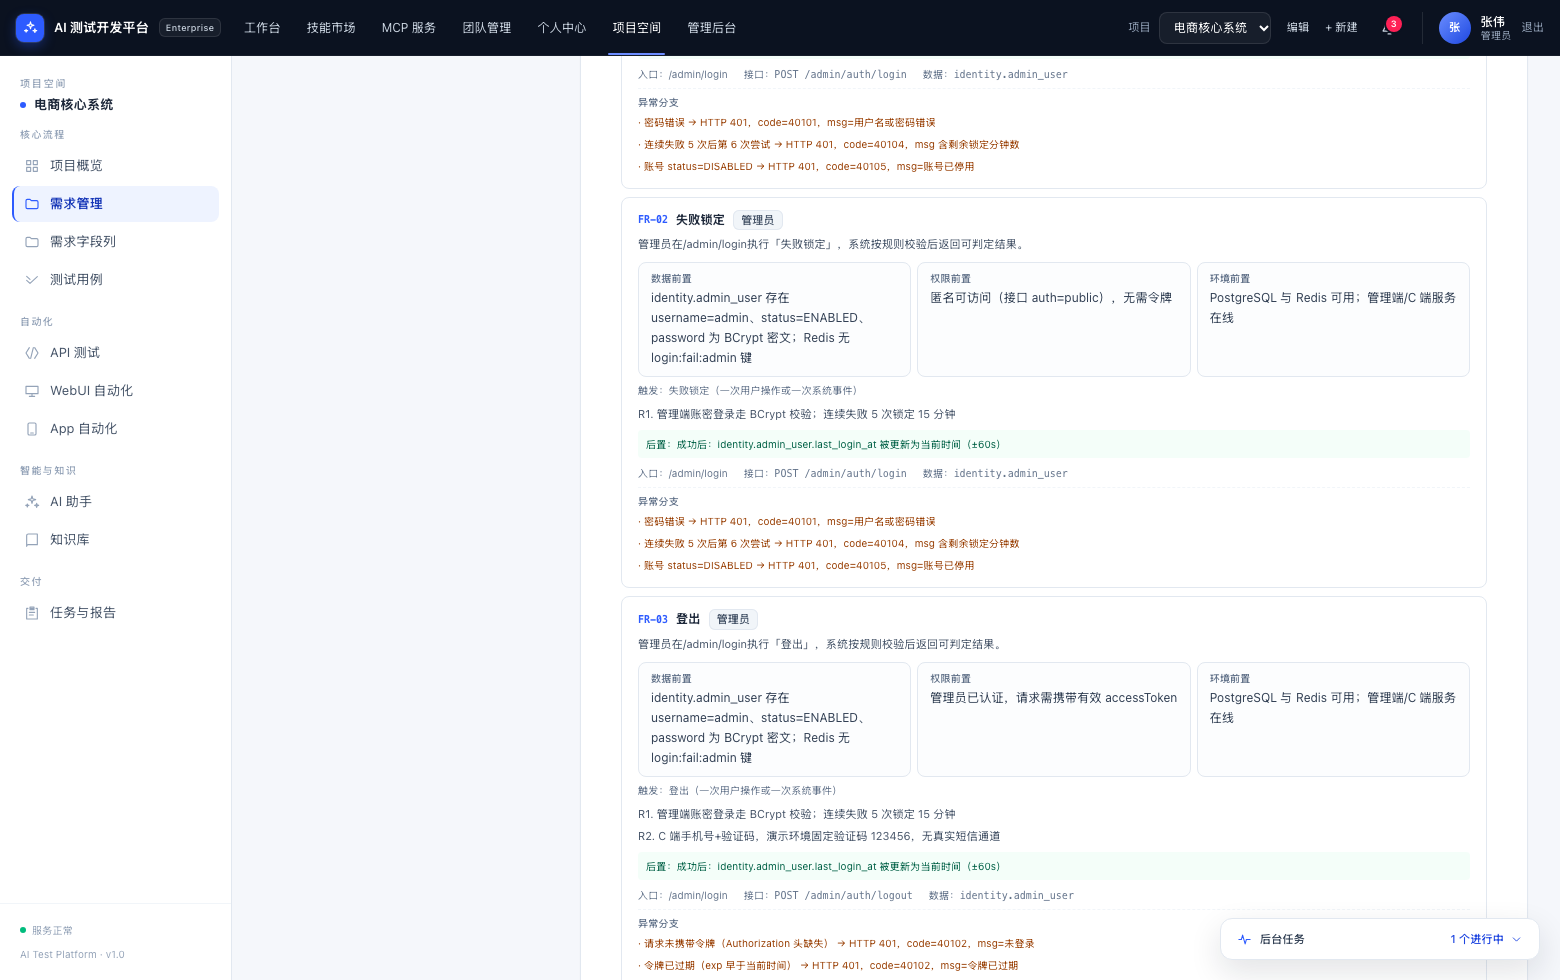 AI 测试开发平台
Enterprise
工作台
技能市场
MCP 服务
团队管理
个人中心
项目空间
管理后台
项目
电商核心系统
编辑
+ 新建
3
张
张伟
管理员
退出
项目空间
电商核心系统
核心流程
项目概览
需求管理
需求字段列
测试用例
自动化
API 测试
WebUI 自动化
App 自动化
智能与知识
AI 助手
知识库
交付
任务与报告
服务正常
AI Test Platform · v1.0
入口：/admin/login 接口：POST /admin/auth/login 数据：identity.admin_user
异常分支
· 密码错误 → HTTP 401，code=40101，msg=用户名或密码错误
· 连续失败 5 次后第 6 次尝试 → HTTP 401，code=40104，msg 含剩余锁定分钟数
· 账号 status=DISABLED → HTTP 401，code=40105，msg=账号已停用
FR-02 失败锁定 管理员
管理员在/admin/login执行「失败锁定」，系统按规则校验后返回可判定结果。
数据前置
identity.admin_user 存在
username=admin、status=ENABLED、
password 为 BCrypt 密文；Redis 无
login:fail:admin 键
权限前置
匿名可访问（接口 auth=public），无需令牌
环境前置
PostgreSQL 与 Redis 可用；管理端/C 端服务
在线
触发：失败锁定（一次用户操作或一次系统事件）
R1. 管理端账密登录走 BCrypt 校验；连续失败 5 次锁定 15 分钟
后置：成功后：identity.admin_user.last_login_at 被更新为当前时间（±60s）
入口：/admin/login 接口：POST /admin/auth/login 数据：identity.admin_user
异常分支
· 密码错误 → HTTP 401，code=40101，msg=用户名或密码错误
· 连续失败 5 次后第 6 次尝试 → HTTP 401，code=40104，msg 含剩余锁定分钟数
· 账号 status=DISABLED → HTTP 401，code=40105，msg=账号已停用
FR-03 登出 管理员
管理员在/admin/login执行「登出」，系统按规则校验后返回可判定结果。
数据前置
identity.admin_user 存在
username=admin、status=ENABLED、
password 为 BCrypt 密文；Redis 无
login:fail:admin 键
权限前置
管理员已认证，请求需携带有效 accessToken
环境前置
PostgreSQL 与 Redis 可用；管理端/C 端服务
在线
触发：登出（一次用户操作或一次系统事件）
R1. 管理端账密登录走 BCrypt 校验；连续失败 5 次锁定 15 分钟
R2. C 端手机号+验证码，演示环境固定验证码 123456，无真实短信通道
后置：成功后：identity.admin_user.last_login_at 被更新为当前时间（±60s）
入口：/admin/login 接口：POST /admin/auth/logout 数据：identity.admin_user
异常分支
· 请求未携带令牌（Authorization 头缺失） → HTTP 401，code=40102，msg=未登录
· 令牌已过期（exp 早于当前时间） → HTTP 401，code=40102，msg=令牌已过期
后台任务
1 个进行中